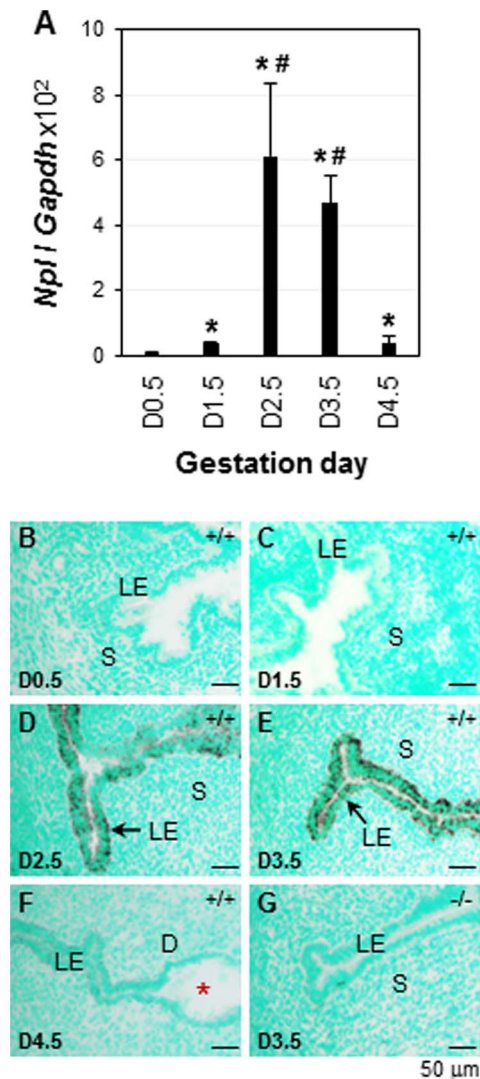 A
Npl / Gapdh x10²
10
8
6
4
2
0
* #
* #
*
*
D0.5
D1.5
D2.5
D3.5
D4.5
Gestation day
B +/+
LE
S
D0.5
C +/+
LE
S
D1.5
D +/+
S
LE
D2.5
E +/+
S
LE
D3.5
F +/+
D
LE
*
D4.5
G -/-
LE
S
D3.5
50 µm